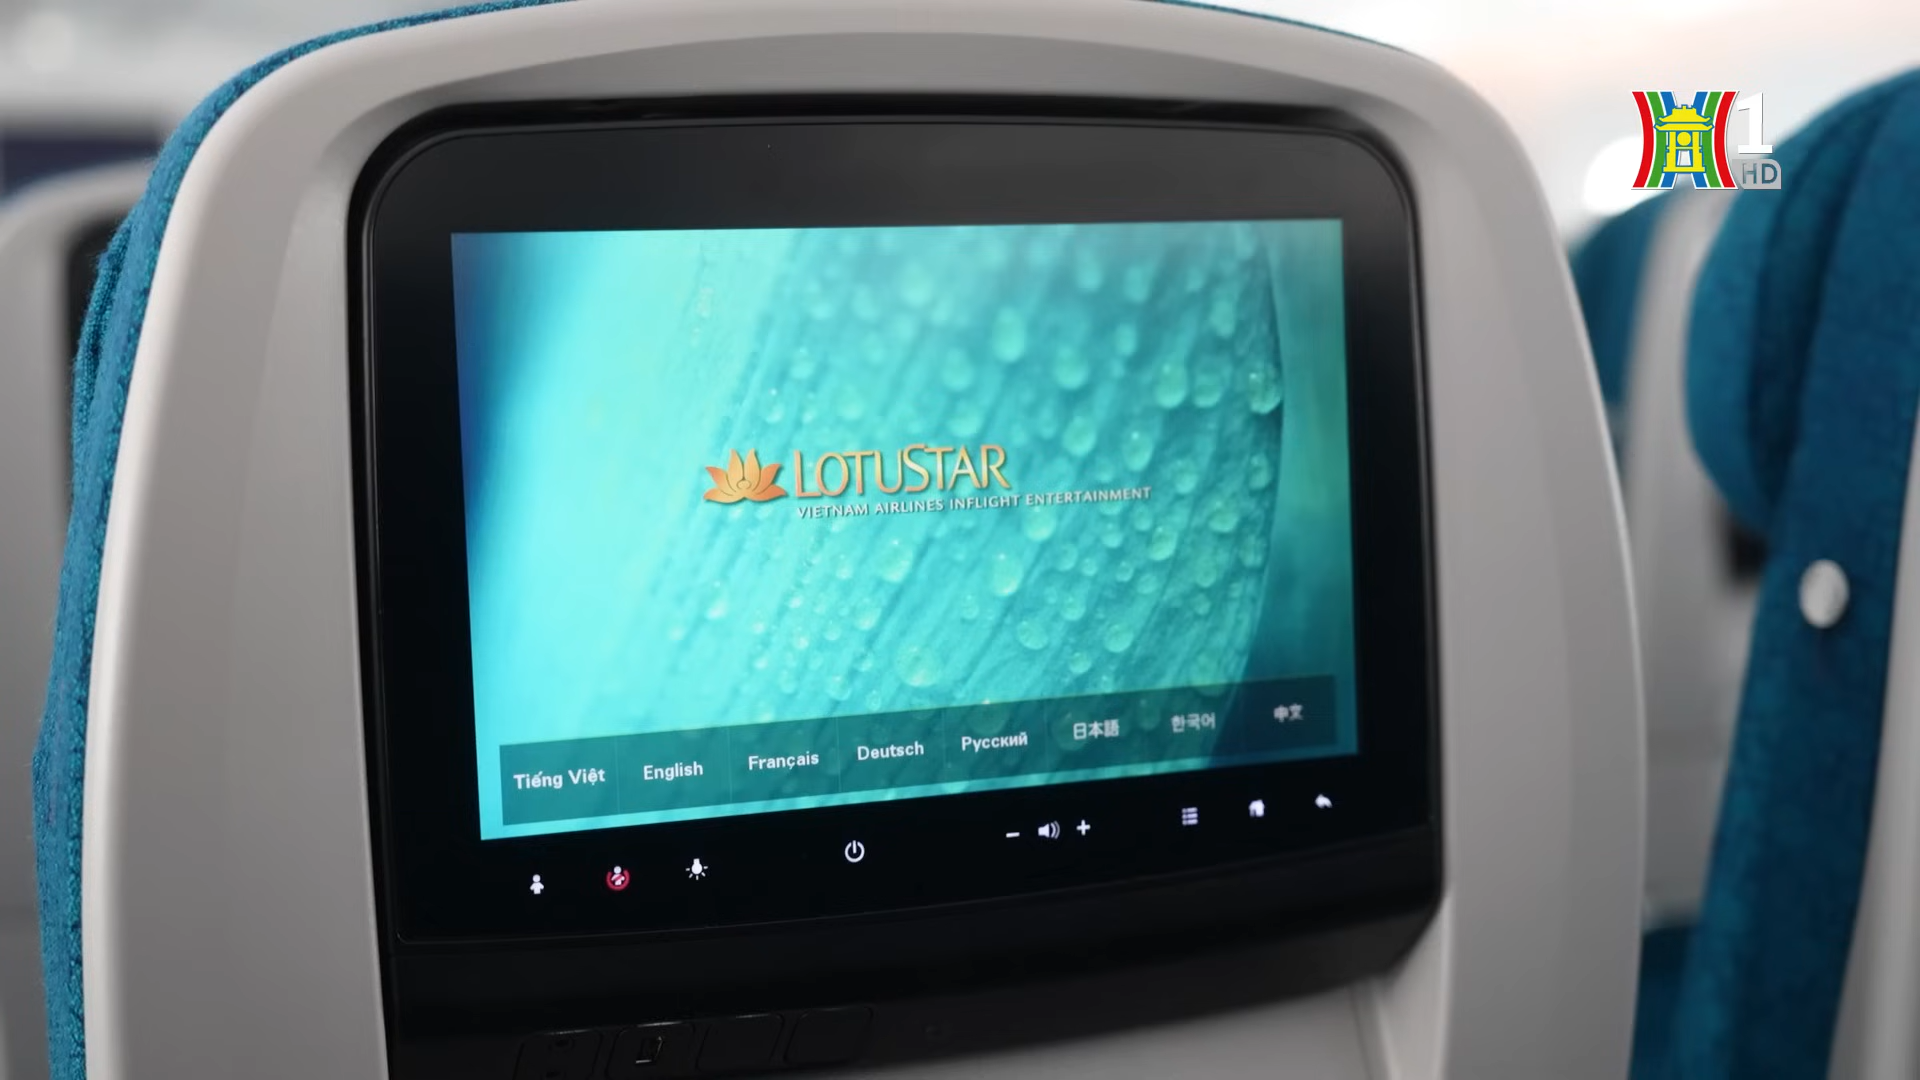 1
HD
LOTUSTAR
VIETNAM AIRLINES INFLIGHT ENTERTAINMENT
Tiếng Việt English Français Deutsch Русский 日本語 한국어 中文